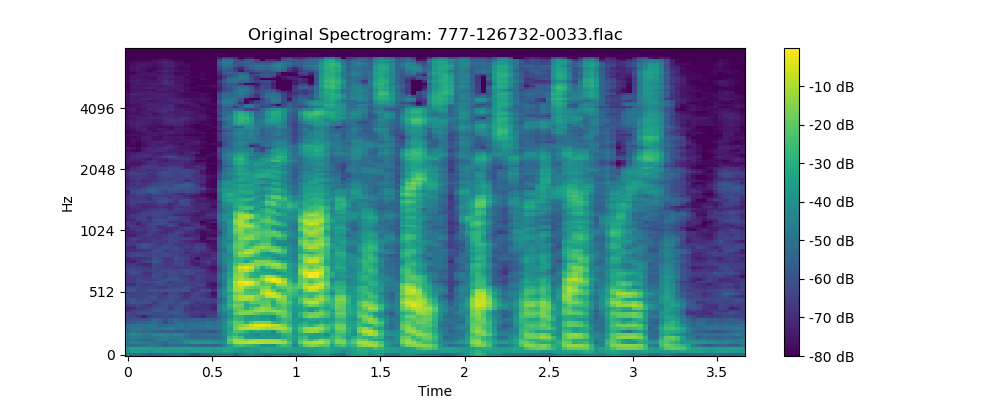 Original Spectrogram: 777-126732-0033.flac
Hz
4096
2048
1024
512
0
0 0.5 1 1.5 2 2.5 3 3.5
Time
-10 dB
-20 dB
-30 dB
-40 dB
-50 dB
-60 dB
-70 dB
-80 dB